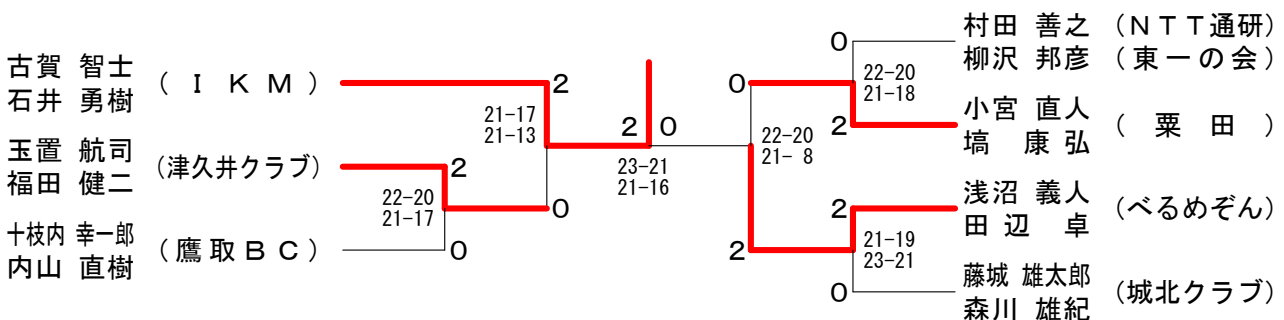 古賀 智士
石井 勇樹
（ＩＫＭ）
玉置 航司
福田 健二
（津久井クラブ）
十枝内 幸一郎
内山 直樹
（鷹取ＢＣ）
2
21-17
21-13
2
22-20
21-17
0
0
2 0
23-21
21-16
0
22-20
21- 8
2
0
22-20
21-18
2
2
21-19
23-21
0
村田 善之
柳沢 邦彦
（ＮＴＴ通研）
（東一の会）
小宮 直人
塙 康弘
（粟田）
浅沼 義人
田辺 卓
（べるめぞん）
藤城 雄太郎
森川 雄紀
（城北クラブ）